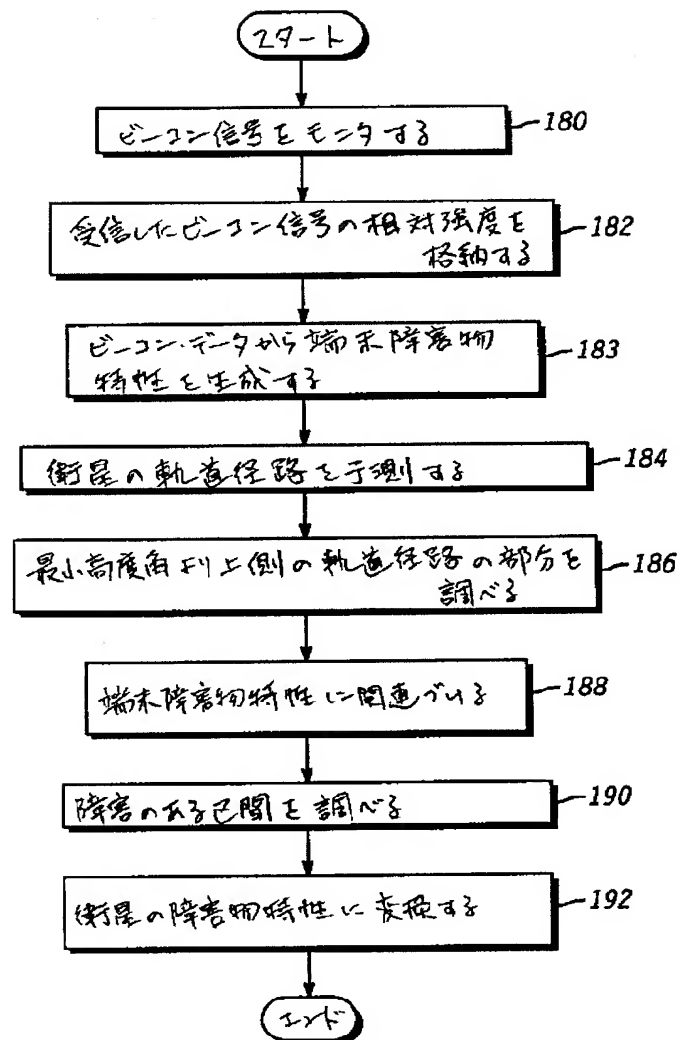 スタート
ビーコン信号をモニタする
180
受信したビーコン信号の相対強度を
格納する
182
ビーコン・データから端末障害物
特性を生成する
183
衛星の軌道径路を予測する
184
最小高度角より上側の軌道径路の部分を
調べる
186
端末障害物特性に関連づける
188
障害のある区間を調べる
190
衛星の障害物特性に変換する
192
エンド